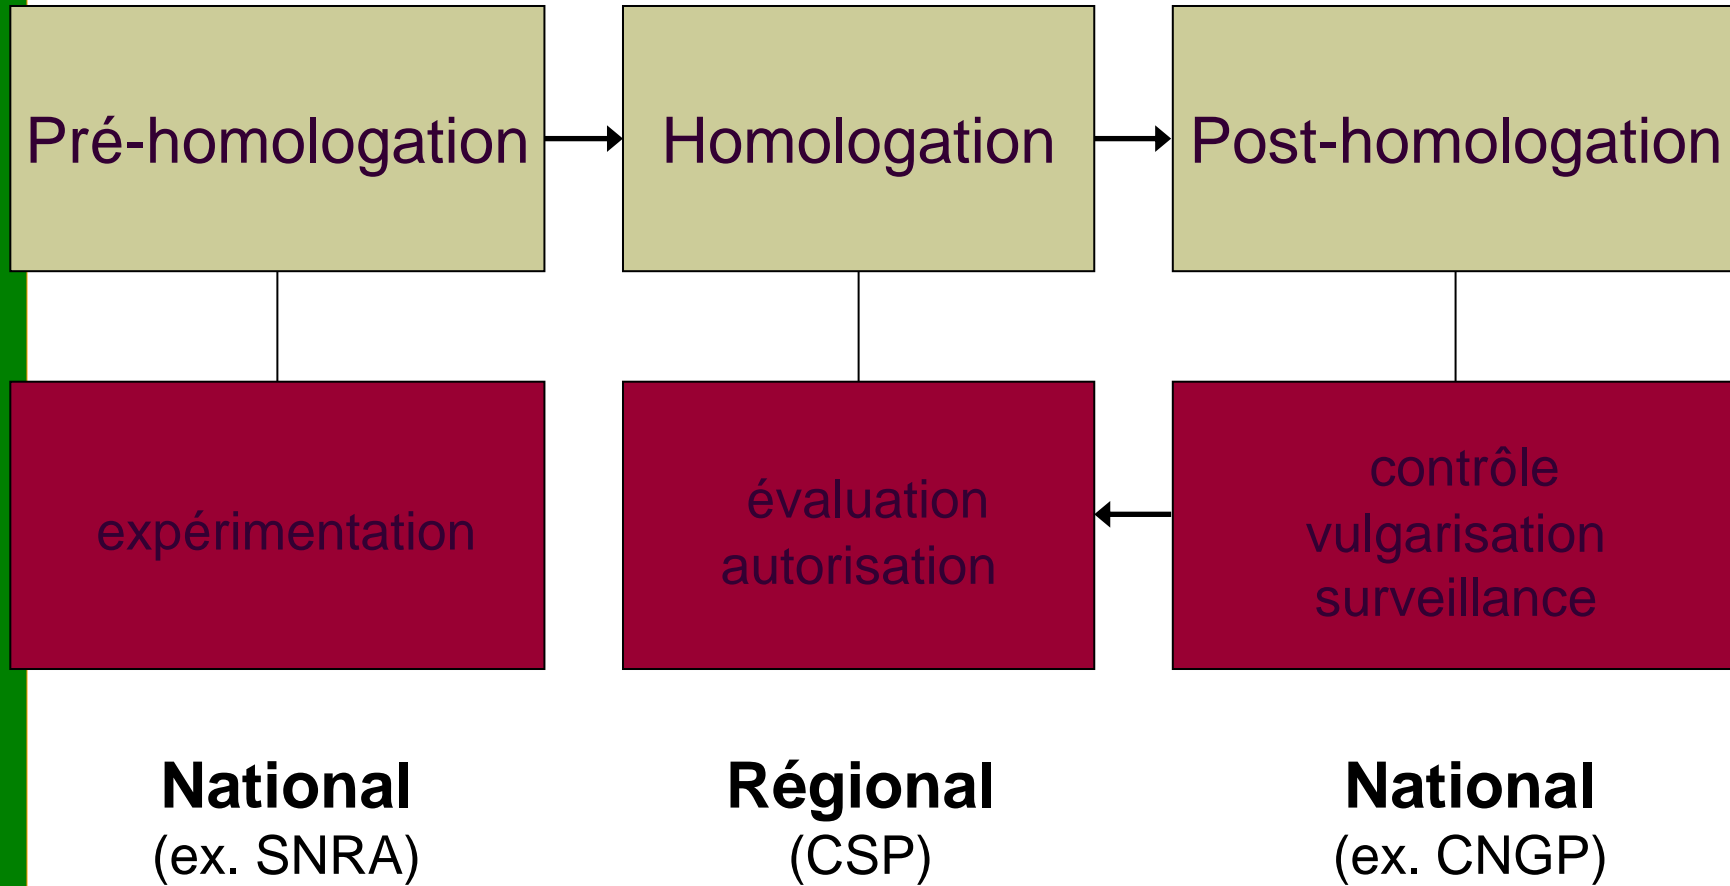 Pré-homologation
Homologation
Post-homologation
expérimentation
évaluation
autorisation
contrôle
vulgarisation
surveillance
National
(ex. SNRA)
Régional
(CSP)
National
(ex. CNGP)